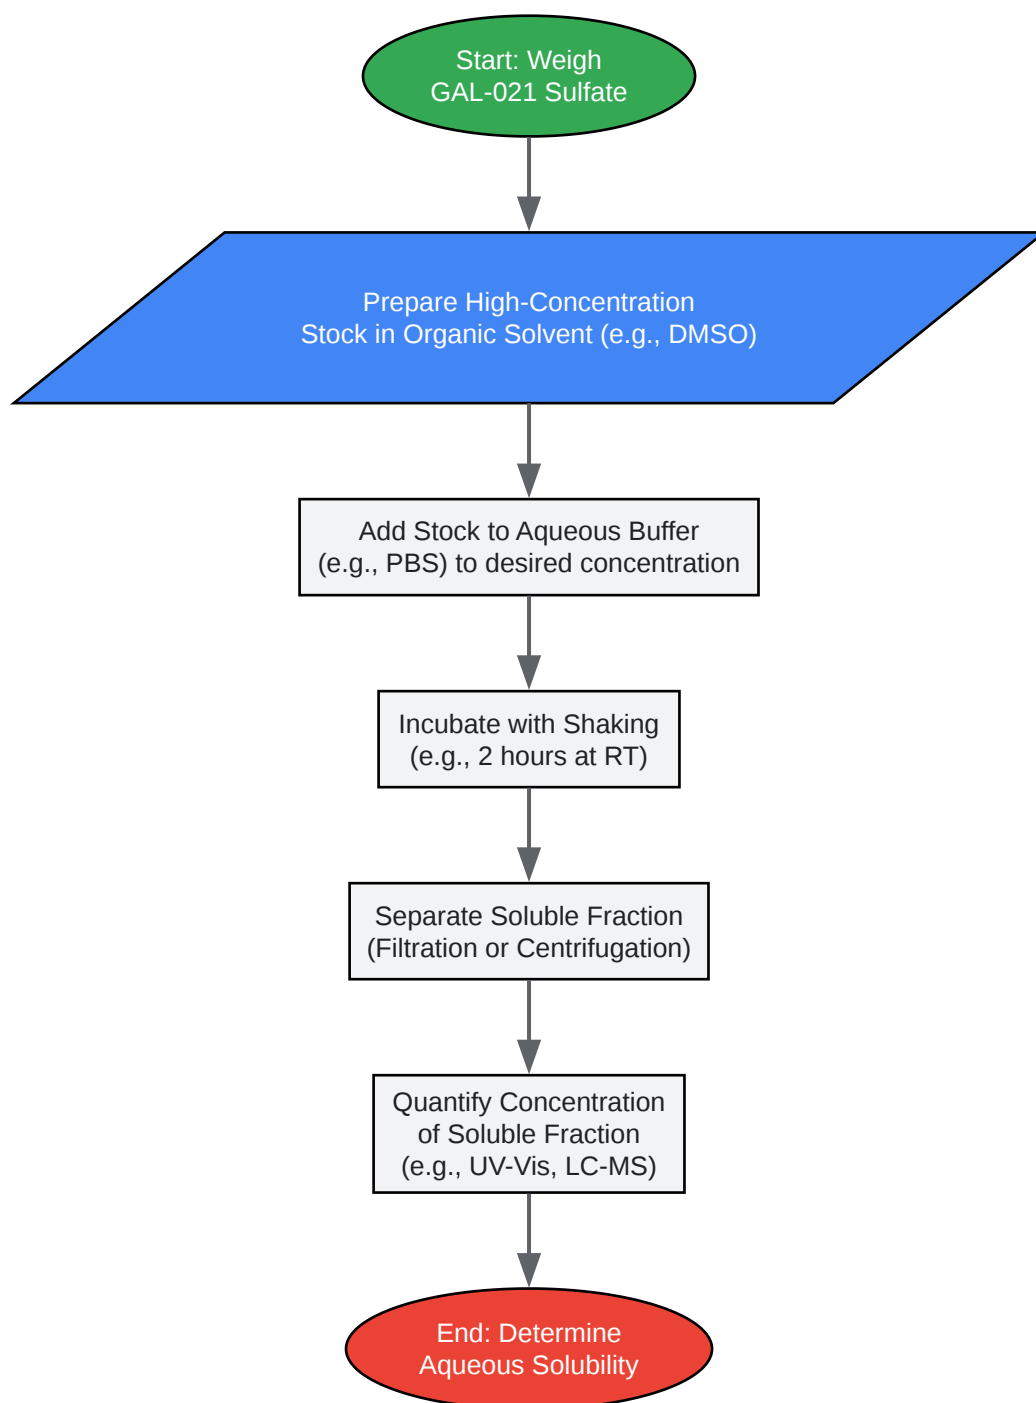 Start: Weigh
GAL-021 Sulfate
Prepare High-Concentration
Stock in Organic Solvent (e.g., DMSO)
Add Stock to Aqueous Buffer
(e.g., PBS) to desired concentration
Incubate with Shaking
(e.g., 2 hours at RT)
Separate Soluble Fraction
(Filtration or Centrifugation)
Quantify Concentration
of Soluble Fraction
(e.g., UV-Vis, LC-MS)
End: Determine
Aqueous Solubility